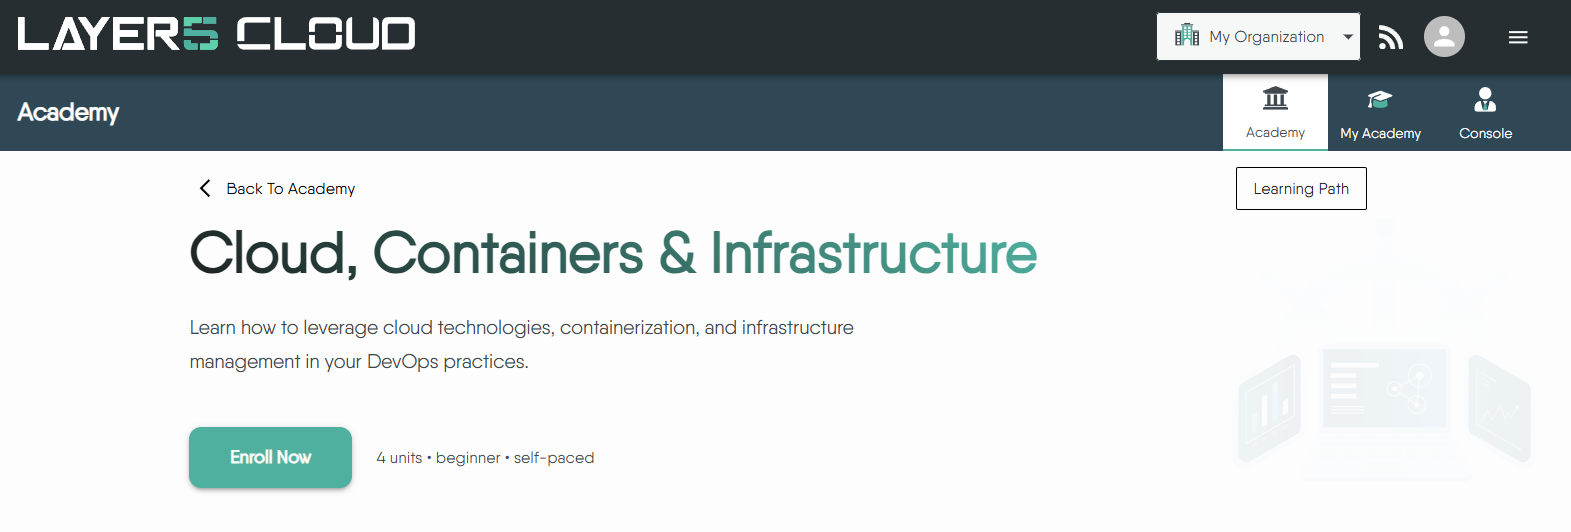 LAYER5 CLOUD
My Organization
Academy
Academy
My Academy
Console
Back To Academy
Learning Path
Cloud, Containers & Infrastructure
Learn how to leverage cloud technologies, containerization, and infrastructure
management in your DevOps practices.
Enroll Now
4 units • beginner • self-paced